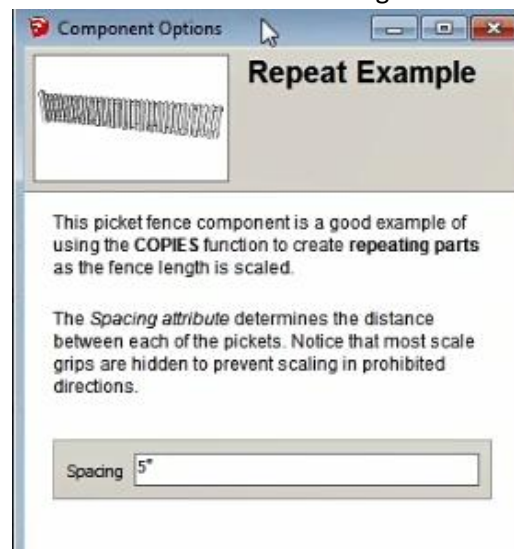 Component Options
Repeat Example
This picket fence component is a good example of
using the COPIES function to create repeating parts
as the fence length is scaled.
The Spacing attribute determines the distance
between each of the pickets. Notice that most scale
grips are hidden to prevent scaling in prohibited
directions.
Spacing 5"